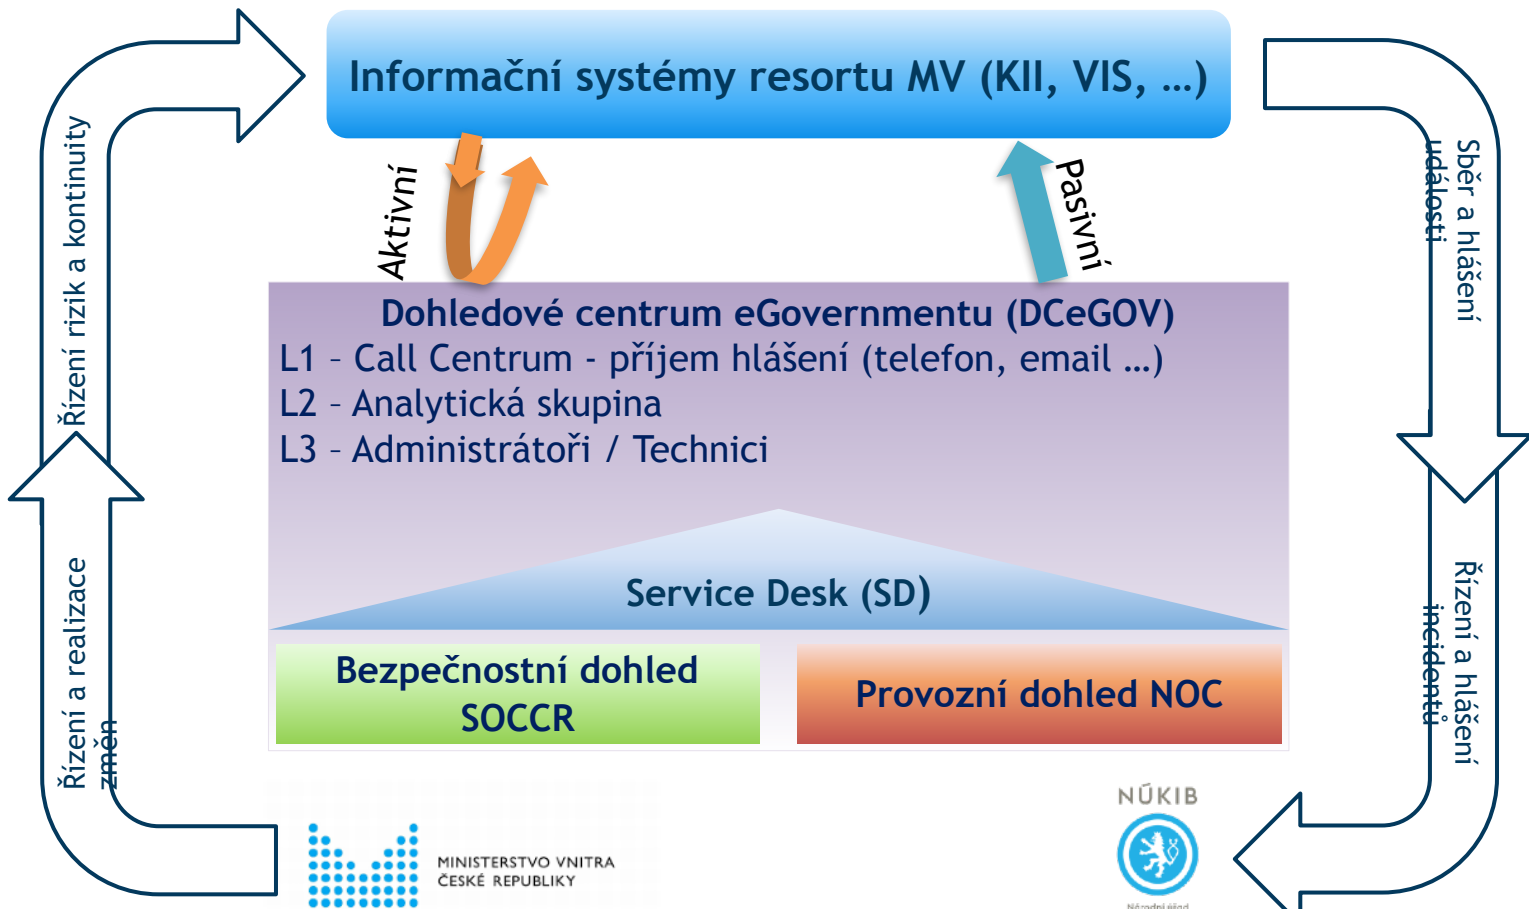 Informační systémy resortu MV (KII, VIS, …)
Řízení rizik a kontinuity
Aktivní
Pasivní
Sběr a hlášení
události
Dohledové centrum eGovernmentu (DCeGOV)
L1 – Call Centrum - příjem hlášení (telefon, email …)
L2 – Analytická skupina
L3 – Administrátoři / Technici
Service Desk (SD)
Řízení a realizace
změn
Řízení a hlášení
incidentů
Bezpečnostní dohled
SOCCR
Provozní dohled NOC
MINISTERSTVO VNITRA
ČESKÉ REPUBLIKY
NÚKIB
Národní úřad